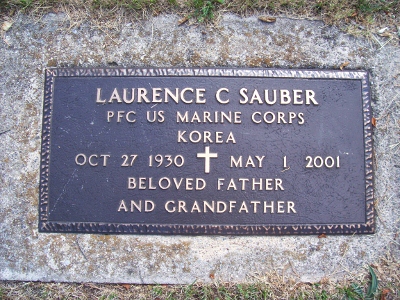 LAURENCE C SAUBER
PFC US MARINE CORPS
KOREA
OCT 27 1930 MAY 1 2001
BELOVED FATHER
AND GRANDFATHER